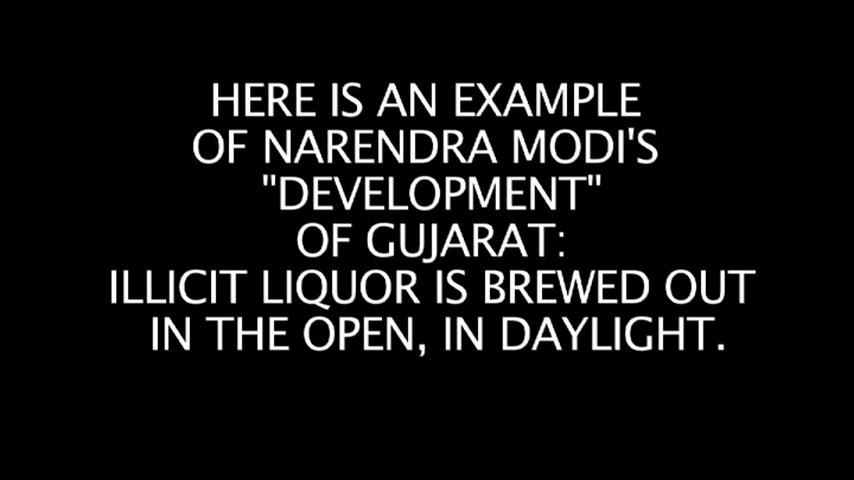 HERE IS AN EXAMPLE
OF NARENDRA MODI'S
"DEVELOPMENT"
OF GUJARAT:
ILLICIT LIQUOR IS BREWED OUT
IN THE OPEN, IN DAYLIGHT.